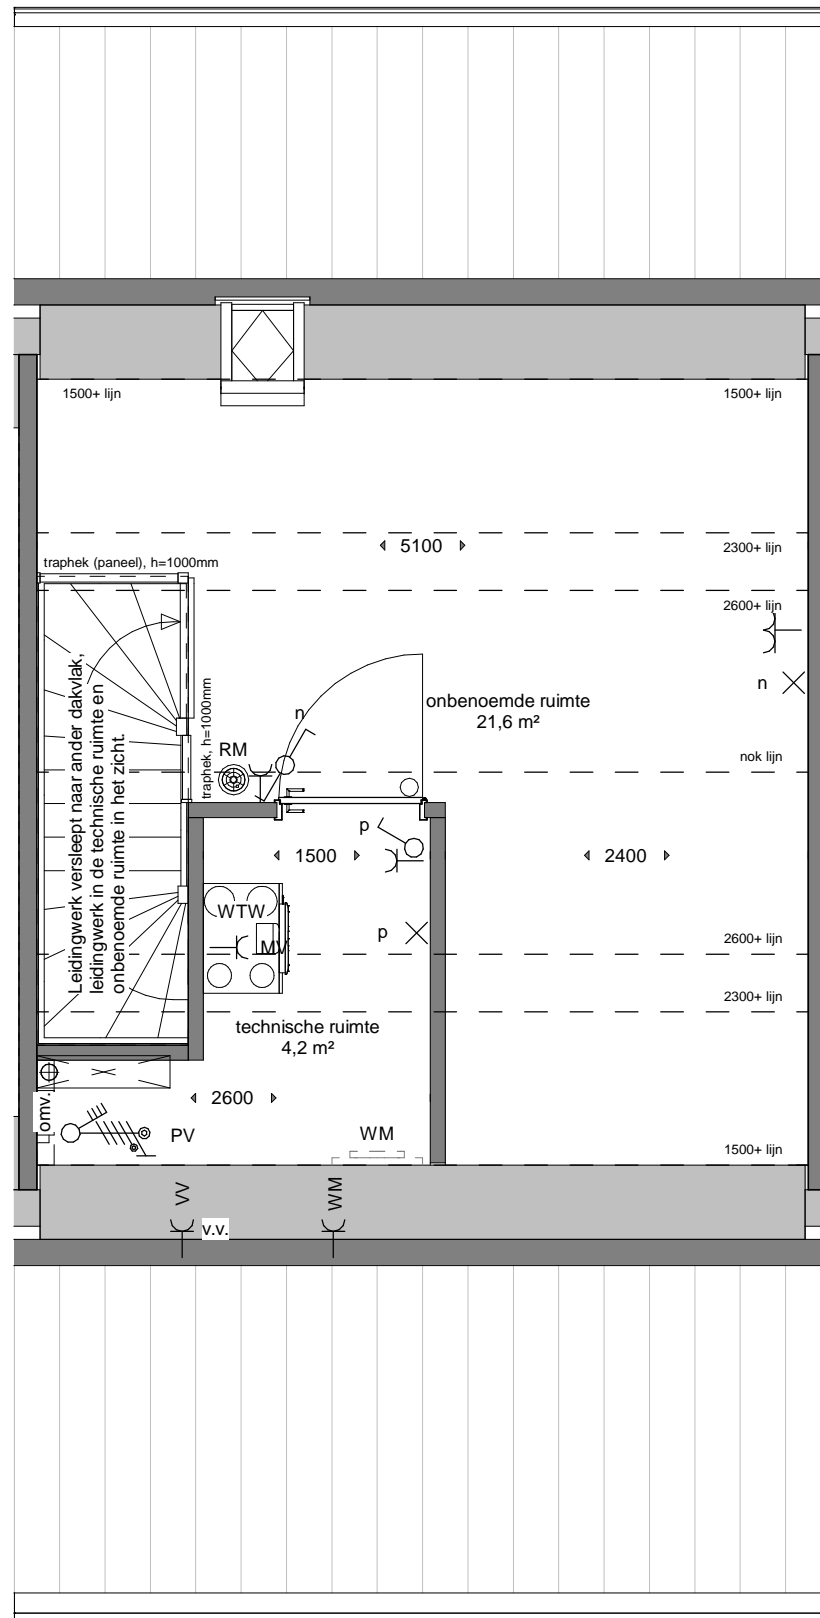 1500+ lijn
1500+ lijn
5100
2300+ lijn
traphek (paneel), h=1000mm
2600+ lijn
n
Leidingwerk versleept naar ander dakvlak,
leidingwerk in de technische ruimte en
onbenoemde ruimte in het zicht.
traphek, h=1000mm
onbenoemde ruimte
21,6 m²
n
RM
nok lijn
p
1500
2400
WTW
MV
p
2600+ lijn
2300+ lijn
technische ruimte
4,2 m²
2600
omv.
PV
WM
1500+ lijn
VV
v.v.
WM